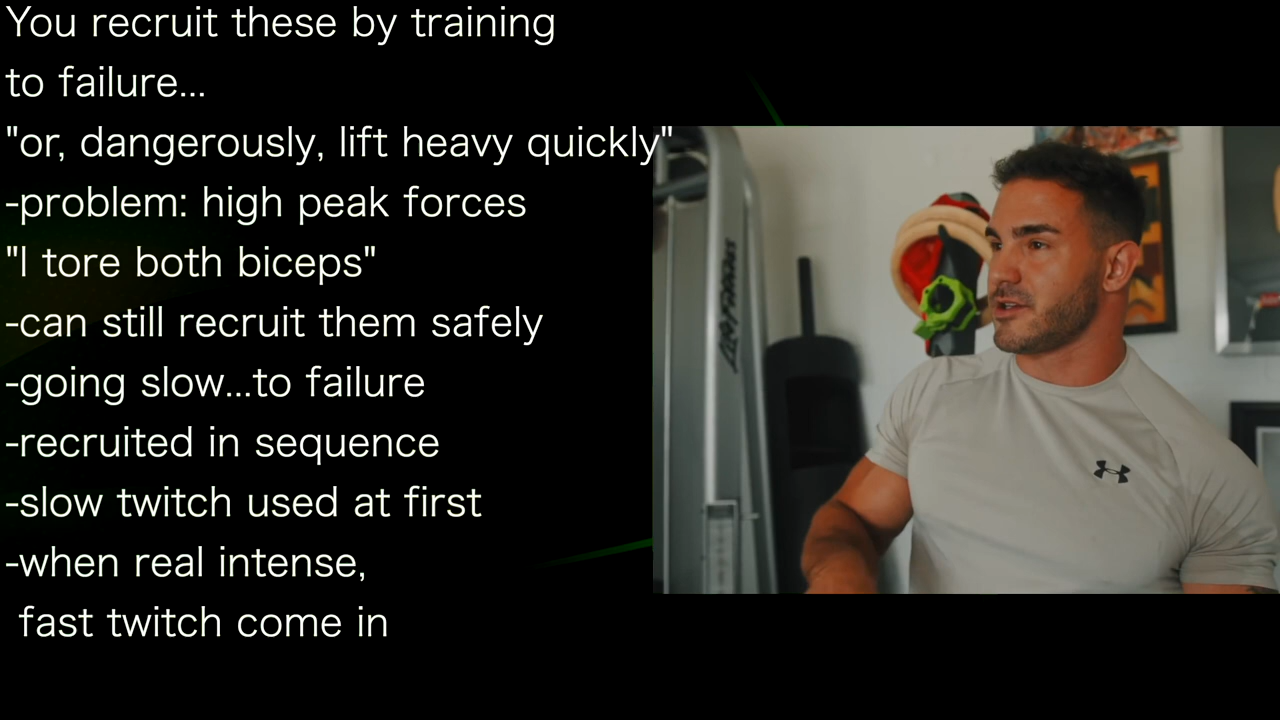 You recruit these by training
to failure...
"or, dangerously, lift heavy quickly"
-problem: high peak forces
"I tore both biceps"
-can still recruit them safely
-going slow...to failure
-recruited in sequence
-slow twitch used at first
-when real intense,
fast twitch come in
Life Fitness